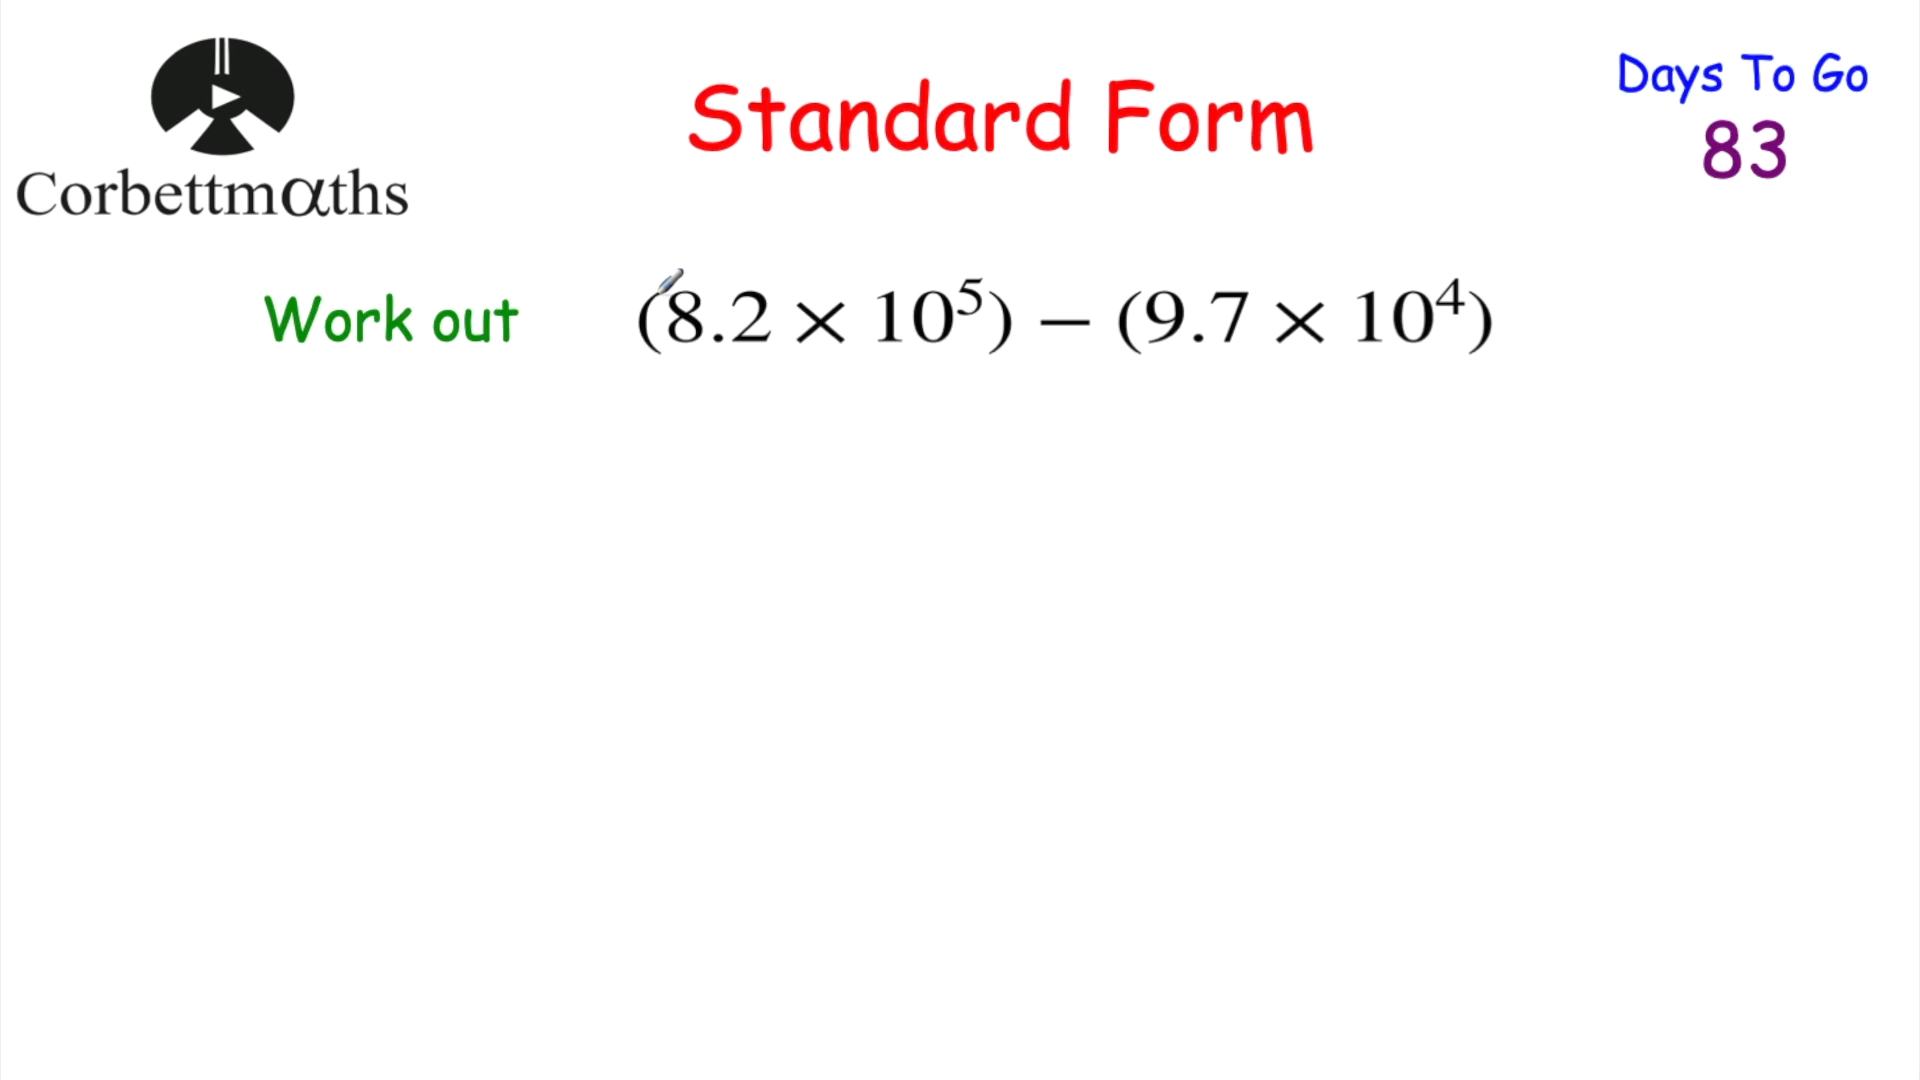 Corbettmαths
Standard Form
Days To Go
83
Work out (8.2 × 10⁵) − (9.7 × 10⁴)